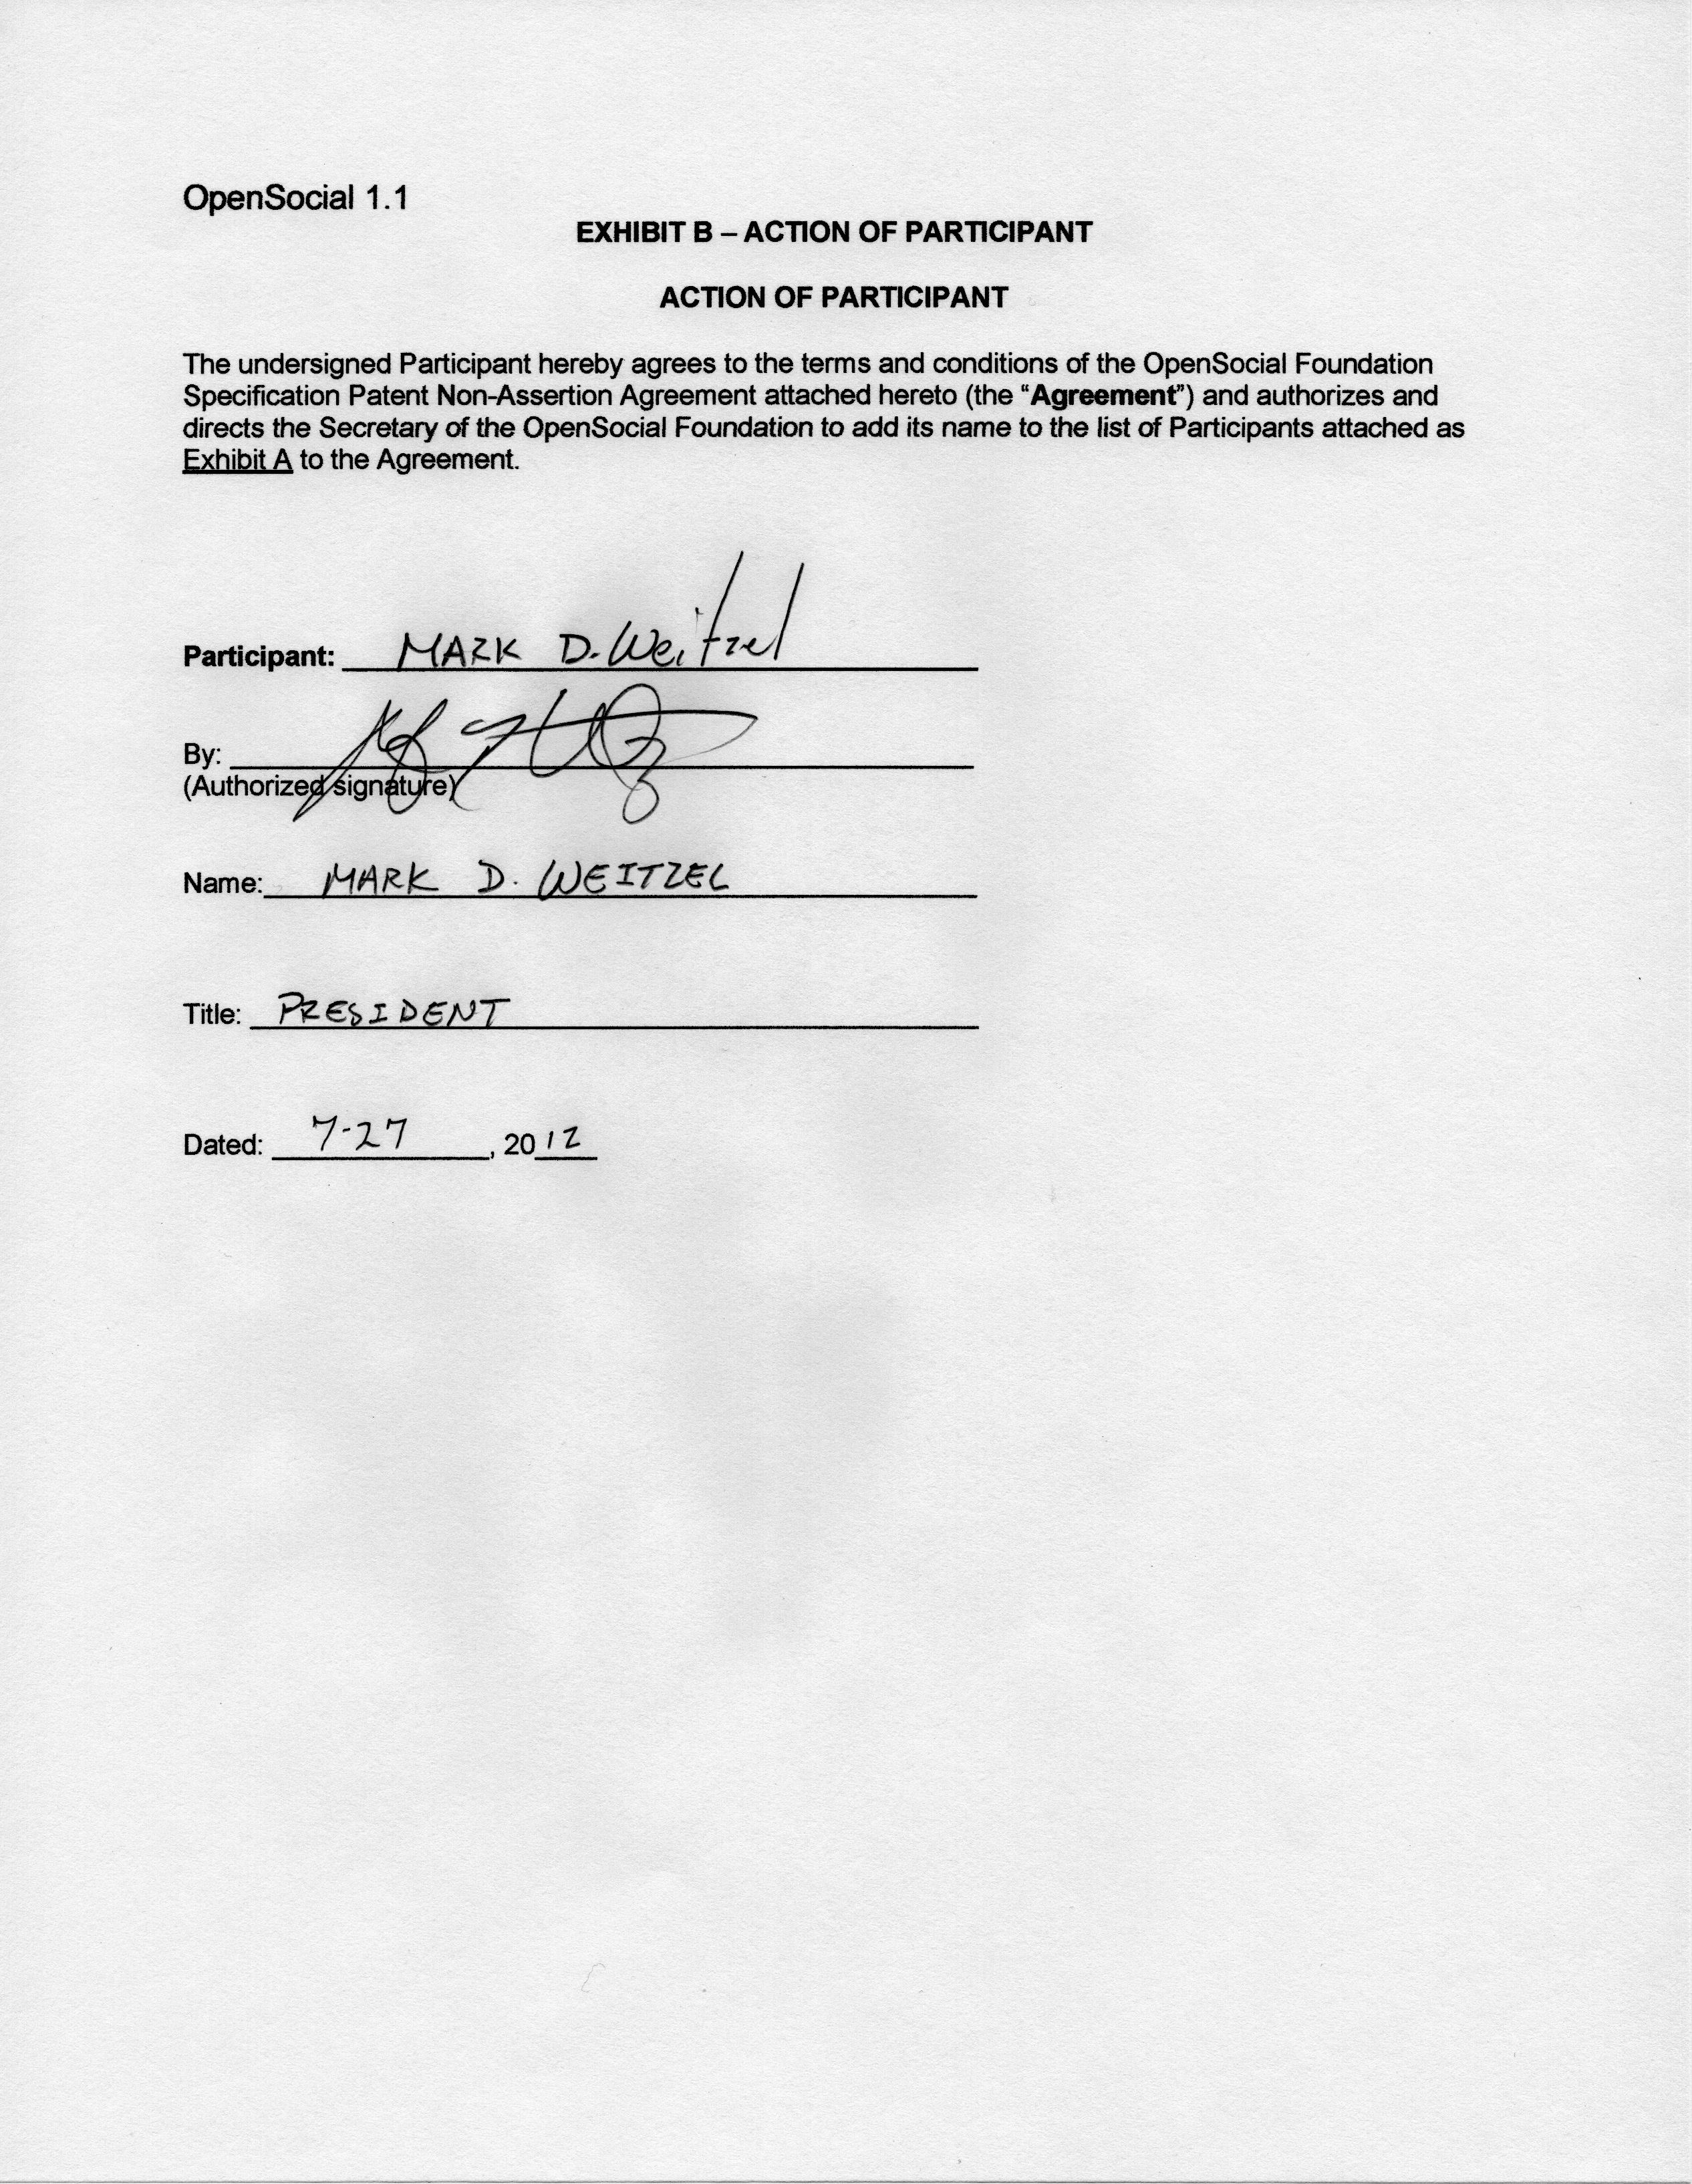 OpenSocial 1.1
EXHIBIT B – ACTION OF PARTICIPANT
ACTION OF PARTICIPANT
The undersigned Participant hereby agrees to the terms and conditions of the OpenSocial Foundation
Specification Patent Non-Assertion Agreement attached hereto (the “Agreement”) and authorizes and
directs the Secretary of the OpenSocial Foundation to add its name to the list of Participants attached as
Exhibit A to the Agreement.
Participant: MARK D. Weitzel
By:
(Authorized signature)
Name: MARK D. WEITZEL
Title: PRESIDENT
Dated: 7-27, 2012